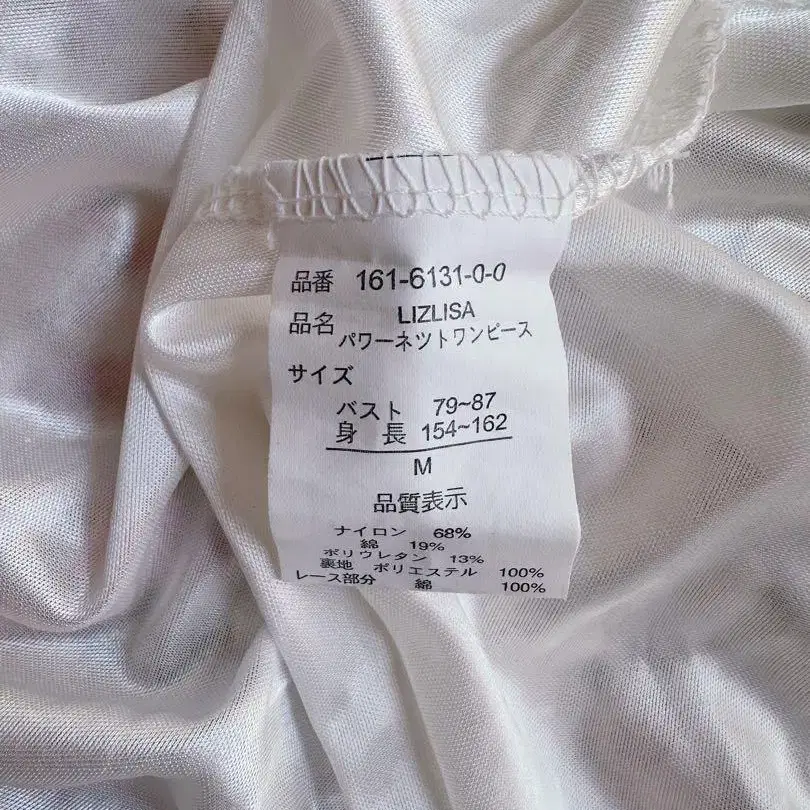 品番 161-6131-0-0
品名 LIZLISA
パワーネツトワンピース
サイズ
バスト 79~87
身 長 154~162
M
品質表示
ナイロン 68%
綿 19%
ポリウレタン 13%
裏地 ポリエステル 100%
レース部分 綿 100%